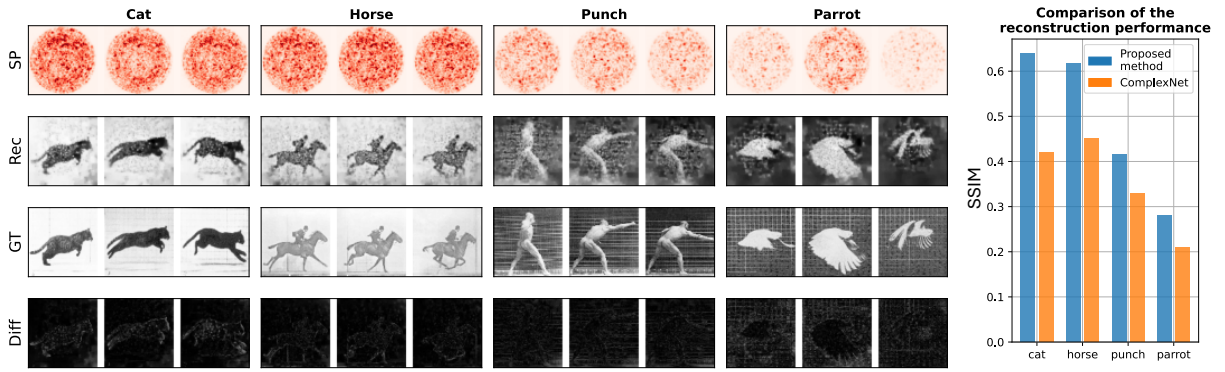 Cat
Horse
Punch
Parrot
SP
Rec
GT
Diff
Comparison of the
reconstruction performance
Proposed
method
ComplexNet
SSIM
0.6
0.5
0.4
0.3
0.2
0.1
0.0
cat
horse
punch
parrot